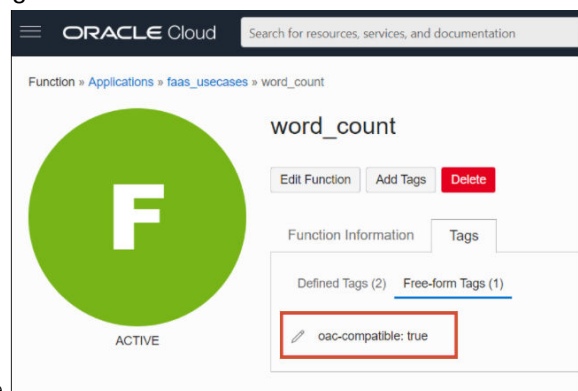 ORACLE Cloud
Search for resources, services, and documentation
Function » Applications » faas_usecases » word_count
F
ACTIVE
word_count
Edit Function Add Tags Delete
Function Information Tags
Defined Tags (2) Free-form Tags (1)
oac-compatible: true